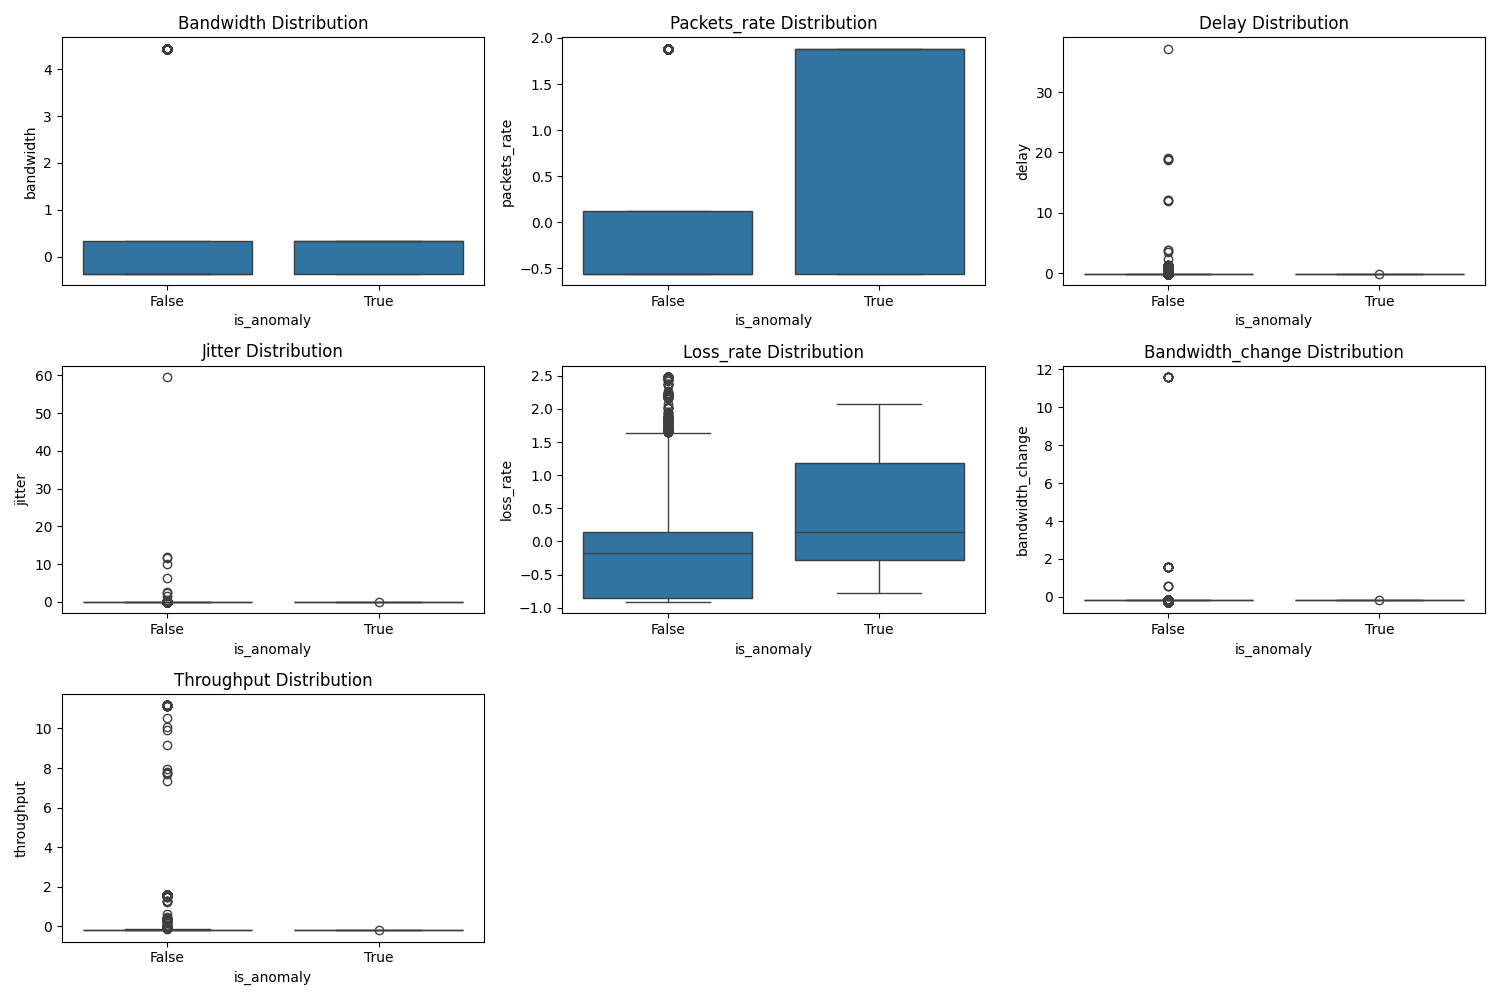 Bandwidth Distribution
bandwidth
4
3
2
1
0
False True
is_anomaly
Packets_rate Distribution
packets_rate
2.0
1.5
1.0
0.5
0.0
−0.5
False True
is_anomaly
Delay Distribution
delay
30
20
10
0
False True
is_anomaly
Jitter Distribution
jitter
60
50
40
30
20
10
0
False True
is_anomaly
Loss_rate Distribution
loss_rate
2.5
2.0
1.5
1.0
0.5
0.0
−0.5
−1.0
False True
is_anomaly
Bandwidth_change Distribution
bandwidth_change
12
10
8
6
4
2
0
False True
is_anomaly
Throughput Distribution
throughput
10
8
6
4
2
0
False True
is_anomaly